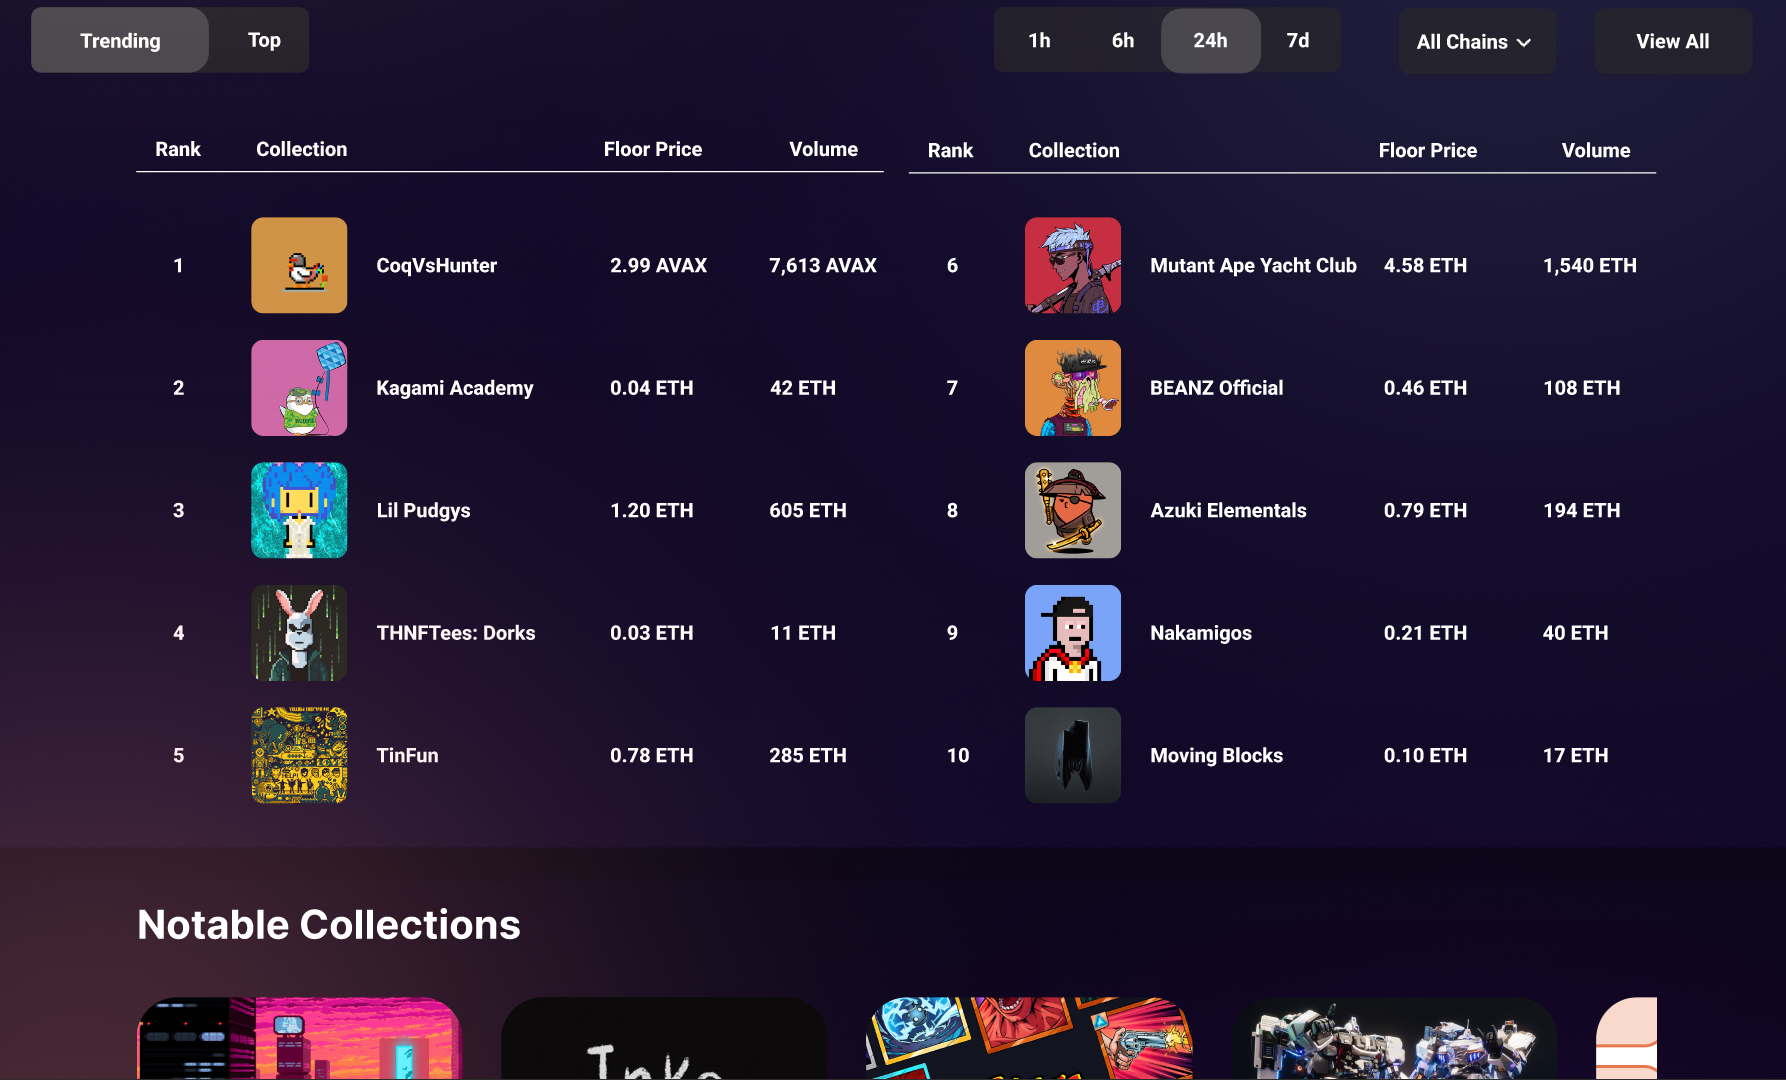 Trending Top 1h 6h 24h 7d All Chains View All
Rank Collection Floor Price Volume
1 CoqVsHunter 2.99 AVAX 7,613 AVAX
2 Kagami Academy 0.04 ETH 42 ETH
3 Lil Pudgys 1.20 ETH 605 ETH
4 THNFTees: Dorks 0.03 ETH 11 ETH
5 TinFun 0.78 ETH 285 ETH
Rank Collection Floor Price Volume
6 Mutant Ape Yacht Club 4.58 ETH 1,540 ETH
7 BEANZ Official 0.46 ETH 108 ETH
8 Azuki Elementals 0.79 ETH 194 ETH
9 Nakamigos 0.21 ETH 40 ETH
10 Moving Blocks 0.10 ETH 17 ETH
Notable Collections